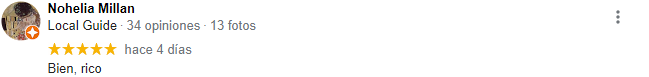 Nohelia Millan
Local Guide · 34 opiniones · 13 fotos
hace 4 días
Bien, rico